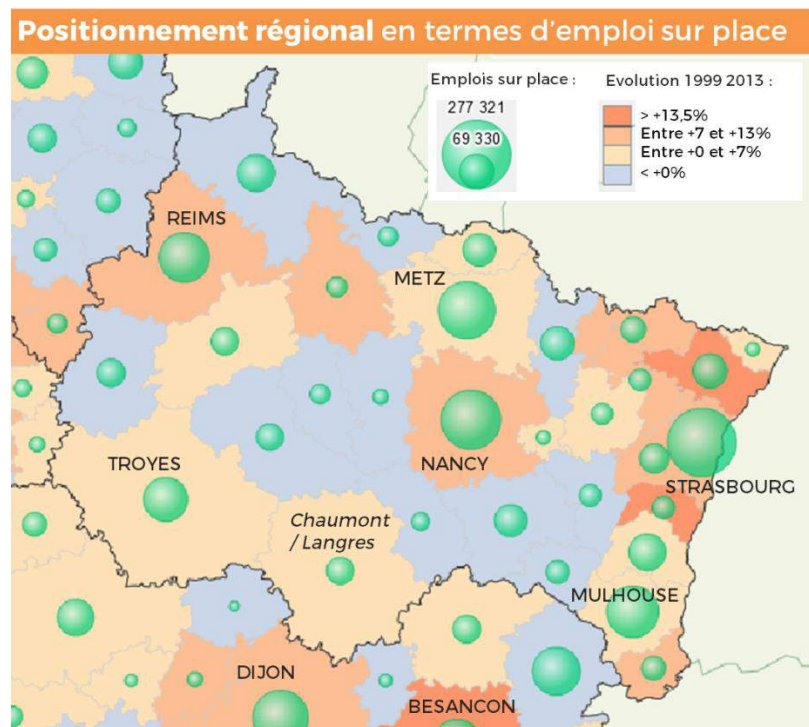 Positionnement régional en termes d'emploi sur place
Emplois sur place :
277 321
69 330
Evolution 1999 2013 :
> +13,5%
Entre +7 et +13%
Entre +0 et +7%
< +0%
REIMS
METZ
TROYES
NANCY
STRASBOURG
Chaumont
/ Langres
MULHOUSE
DIJON
BESANCON